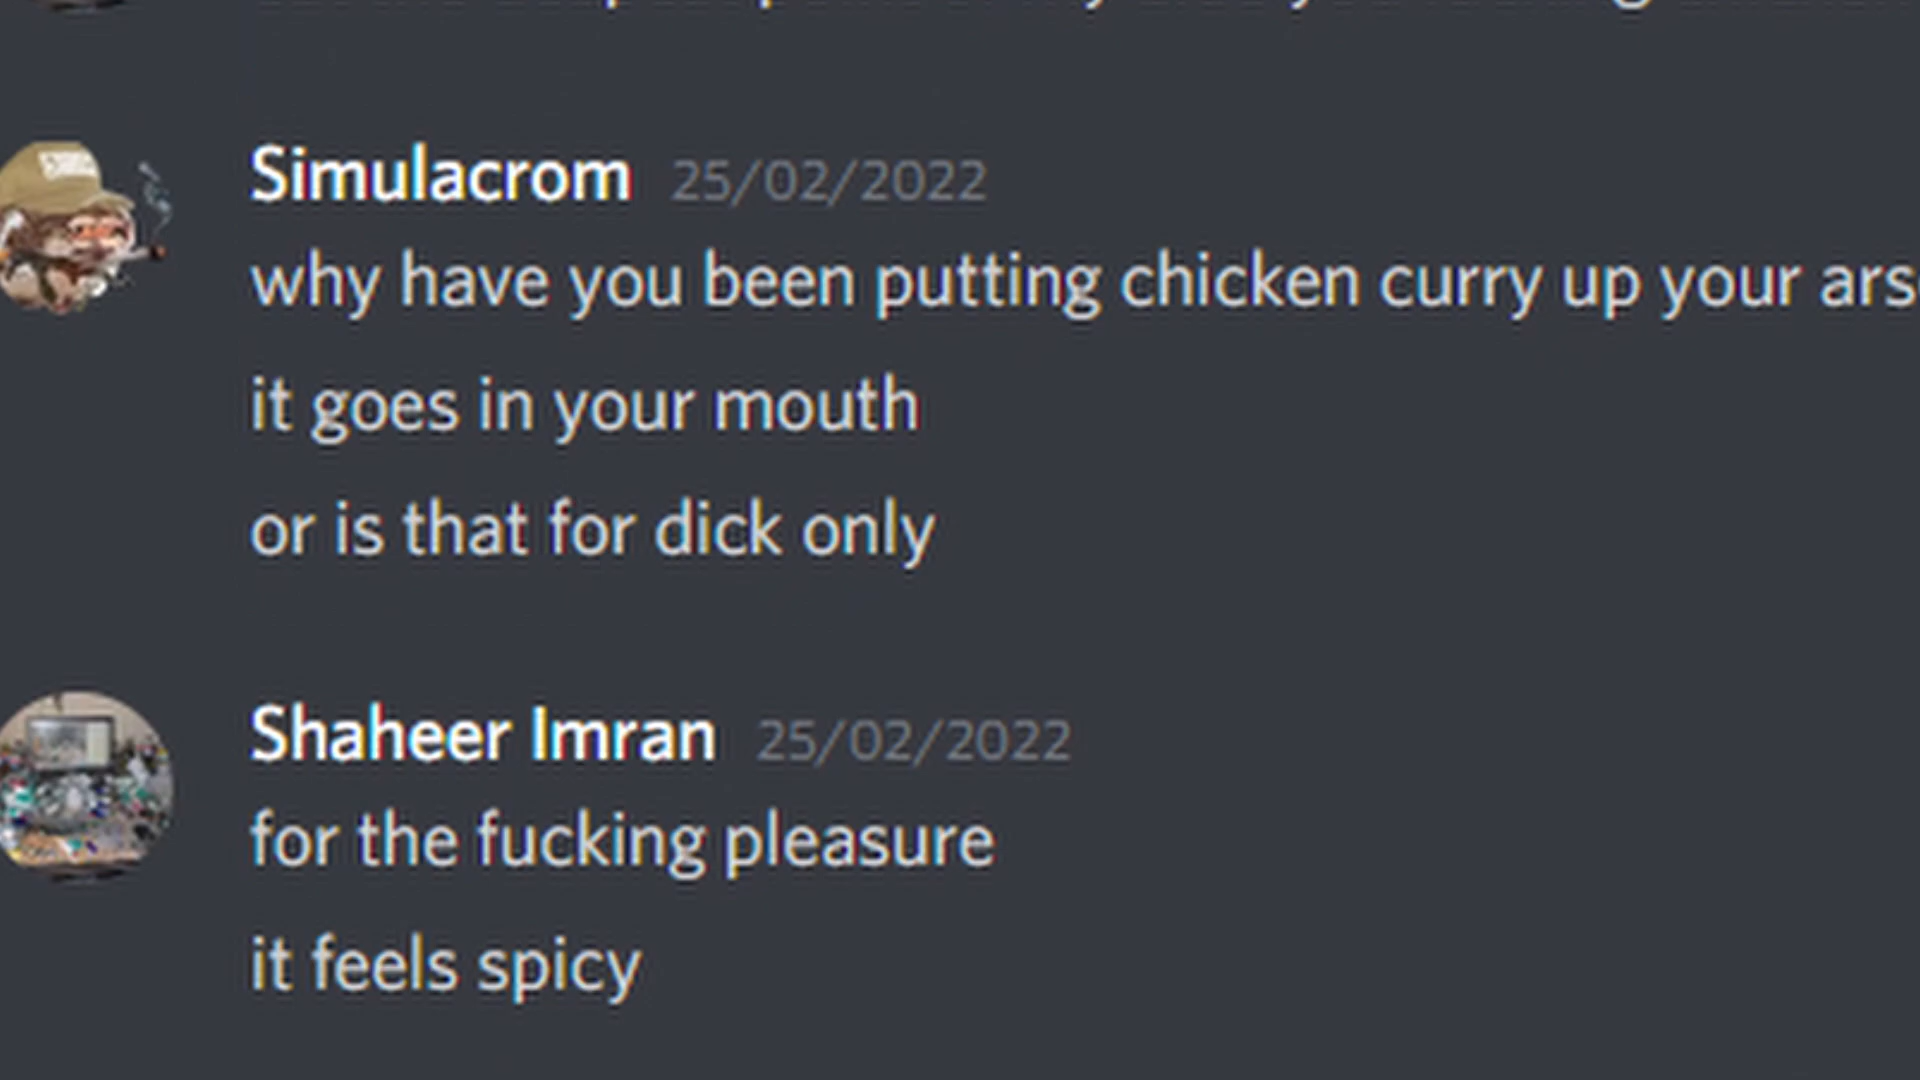 Simulacrom 25/02/2022
why have you been putting chicken curry up your
it goes in your mouth
or is that for dick only
Shaheer Imran 25/02/2022
for the fucking pleasure
it feels spicy